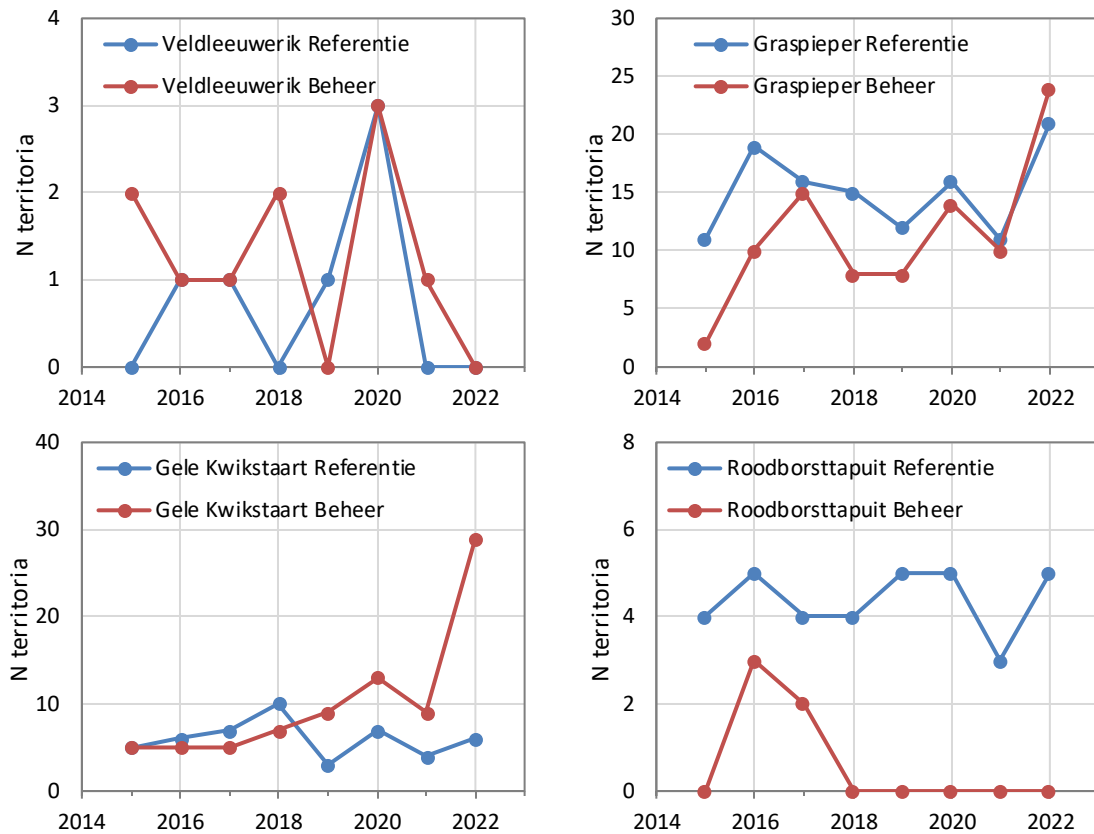 Veldleeuwerik Referentie
Veldleeuwerik Beheer
N territoria
4
3
2
1
0
2014 2016 2018 2020 2022
Graspieper Referentie
Graspieper Beheer
N territoria
30
25
20
15
10
5
0
2014 2016 2018 2020 2022
Gele Kwikstaart Referentie
Gele Kwikstaart Beheer
N territoria
40
30
20
10
0
2014 2016 2018 2020 2022
Roodborsttapuit Referentie
Roodborsttapuit Beheer
N territoria
8
6
4
2
0
2014 2016 2018 2020 2022